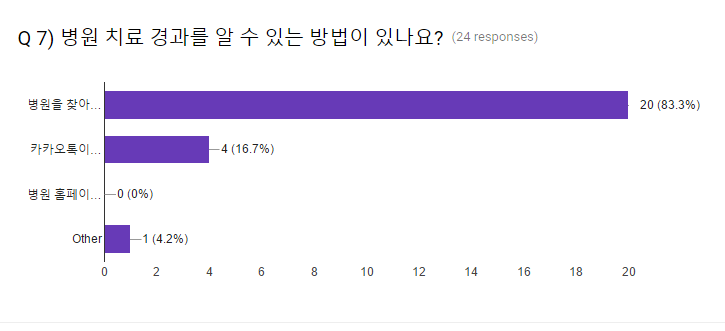 Q 7) 병원 치료 경과를 알 수 있는 방법이 있나요? (24 responses)
병원을 찾아... 20 (83.3%)
카카오톡이... 4 (16.7%)
병원 홈페이... 0 (0%)
Other 1 (4.2%)
0 2 4 6 8 10 12 14 16 18 20